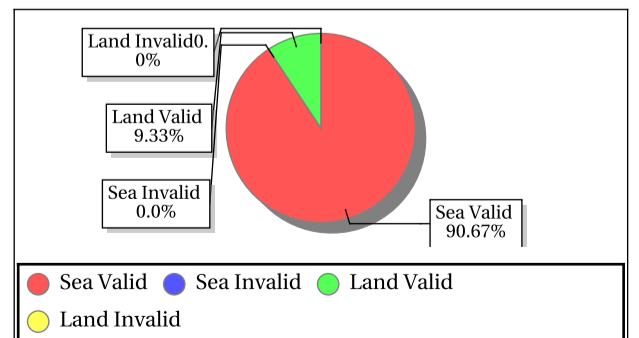 Land Invalid0.
0%
Land Valid
9.33%
Sea Invalid
0.0%
Sea Valid
90.67%
Sea Valid
Sea Invalid
Land Valid
Land Invalid